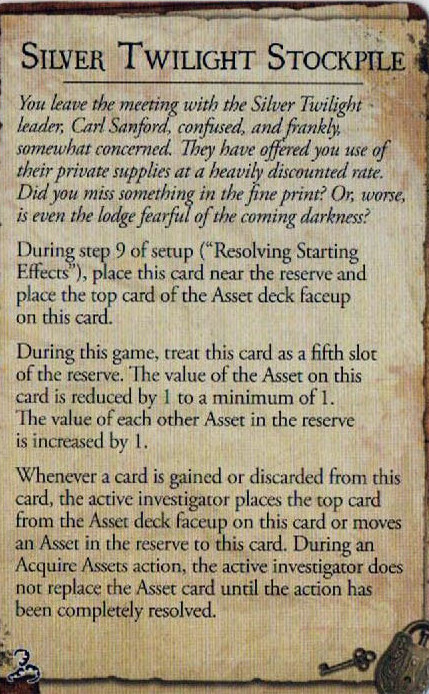 SILVER TWILIGHT STOCKPILE
You leave the meeting with the Silver Twilight
leader, Carl Sanford, confused, and frankly,
somewhat concerned. They have offered you use of
their private supplies at a heavily discounted rate.
Did you miss something in the fine print? Or, worse,
is even the lodge fearful of the coming darkness?
During step 9 of setup (“Resolving Starting
Effects”), place this card near the reserve and
place the top card of the Asset deck faceup
on this card.
During this game, treat this card as a fifth slot
of the reserve. The value of the Asset on this
card is reduced by 1 to a minimum of 1.
The value of each other Asset in the reserve
is increased by 1.
Whenever a card is gained or discarded from this
card, the active investigator places the top card
from the Asset deck faceup on this card or moves
an Asset in the reserve to this card. During an
Acquire Assets action, the active investigator does
not replace the Asset card until the action has
been completely resolved.